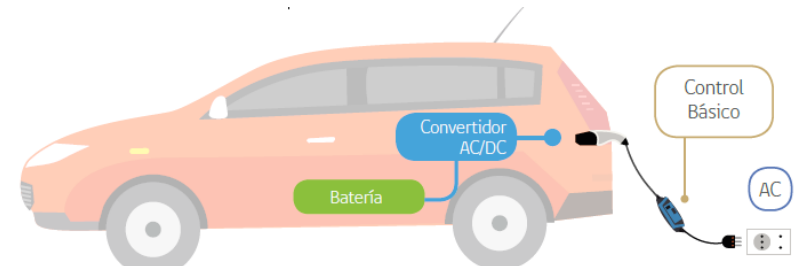 Control
Básico
Convertidor
AC/DC
Batería
AC